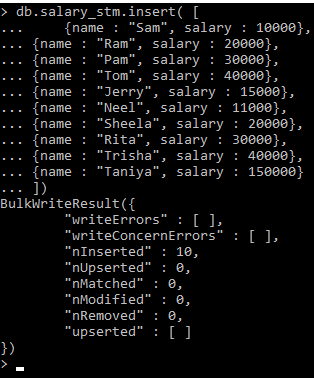 > db.salary_stm.insert( [
...     {name : "Sam", salary : 10000},
... {name : "Ram", salary : 20000},
... {name : "Pam", salary : 30000},
... {name : "Tom", salary : 40000},
... {name : "Jerry", salary : 15000},
... {name : "Neel", salary : 11000},
... {name : "Sheela", salary : 20000},
... {name : "Rita", salary : 30000},
... {name : "Trisha", salary : 40000},
... {name : "Taniya", salary : 150000}
... ])
BulkWriteResult({
        "writeErrors" : [ ],
        "writeConcernErrors" : [ ],
        "nInserted" : 10,
        "nUpserted" : 0,
        "nMatched" : 0,
        "nModified" : 0,
        "nRemoved" : 0,
        "upserted" : [ ]
})
>